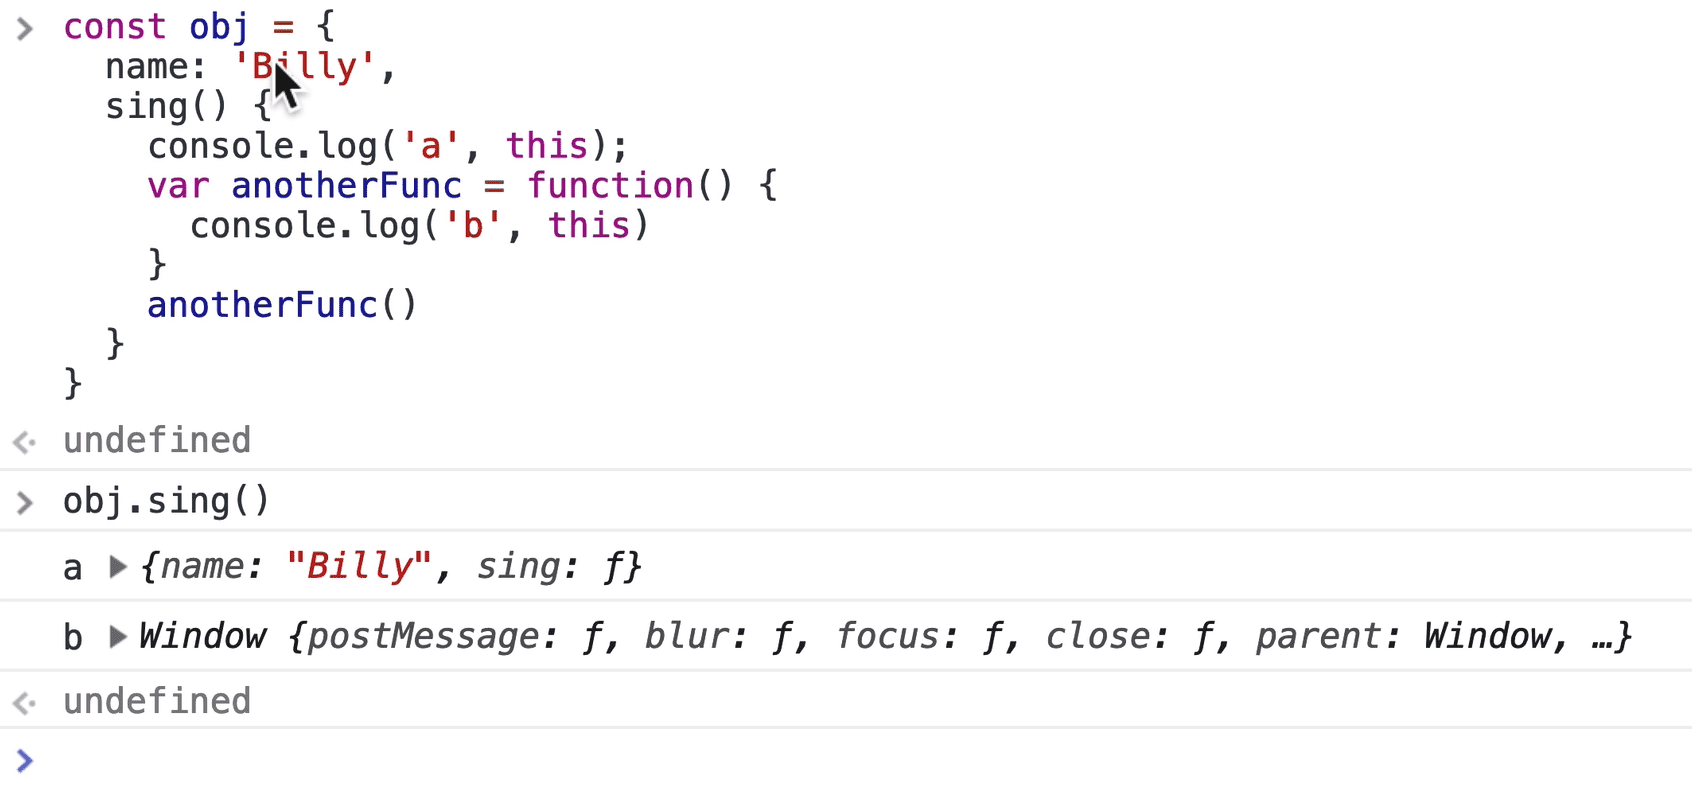 const obj = {
name: 'Billy',
sing() {
console.log('a', this);
var anotherFunc = function() {
console.log('b', this)
}
anotherFunc()
}
}
undefined
obj.sing()
a ▶ {name: "Billy", sing: ƒ}
b ▶ Window {postMessage: ƒ, blur: ƒ, focus: ƒ, close: ƒ, parent: Window, …}
undefined